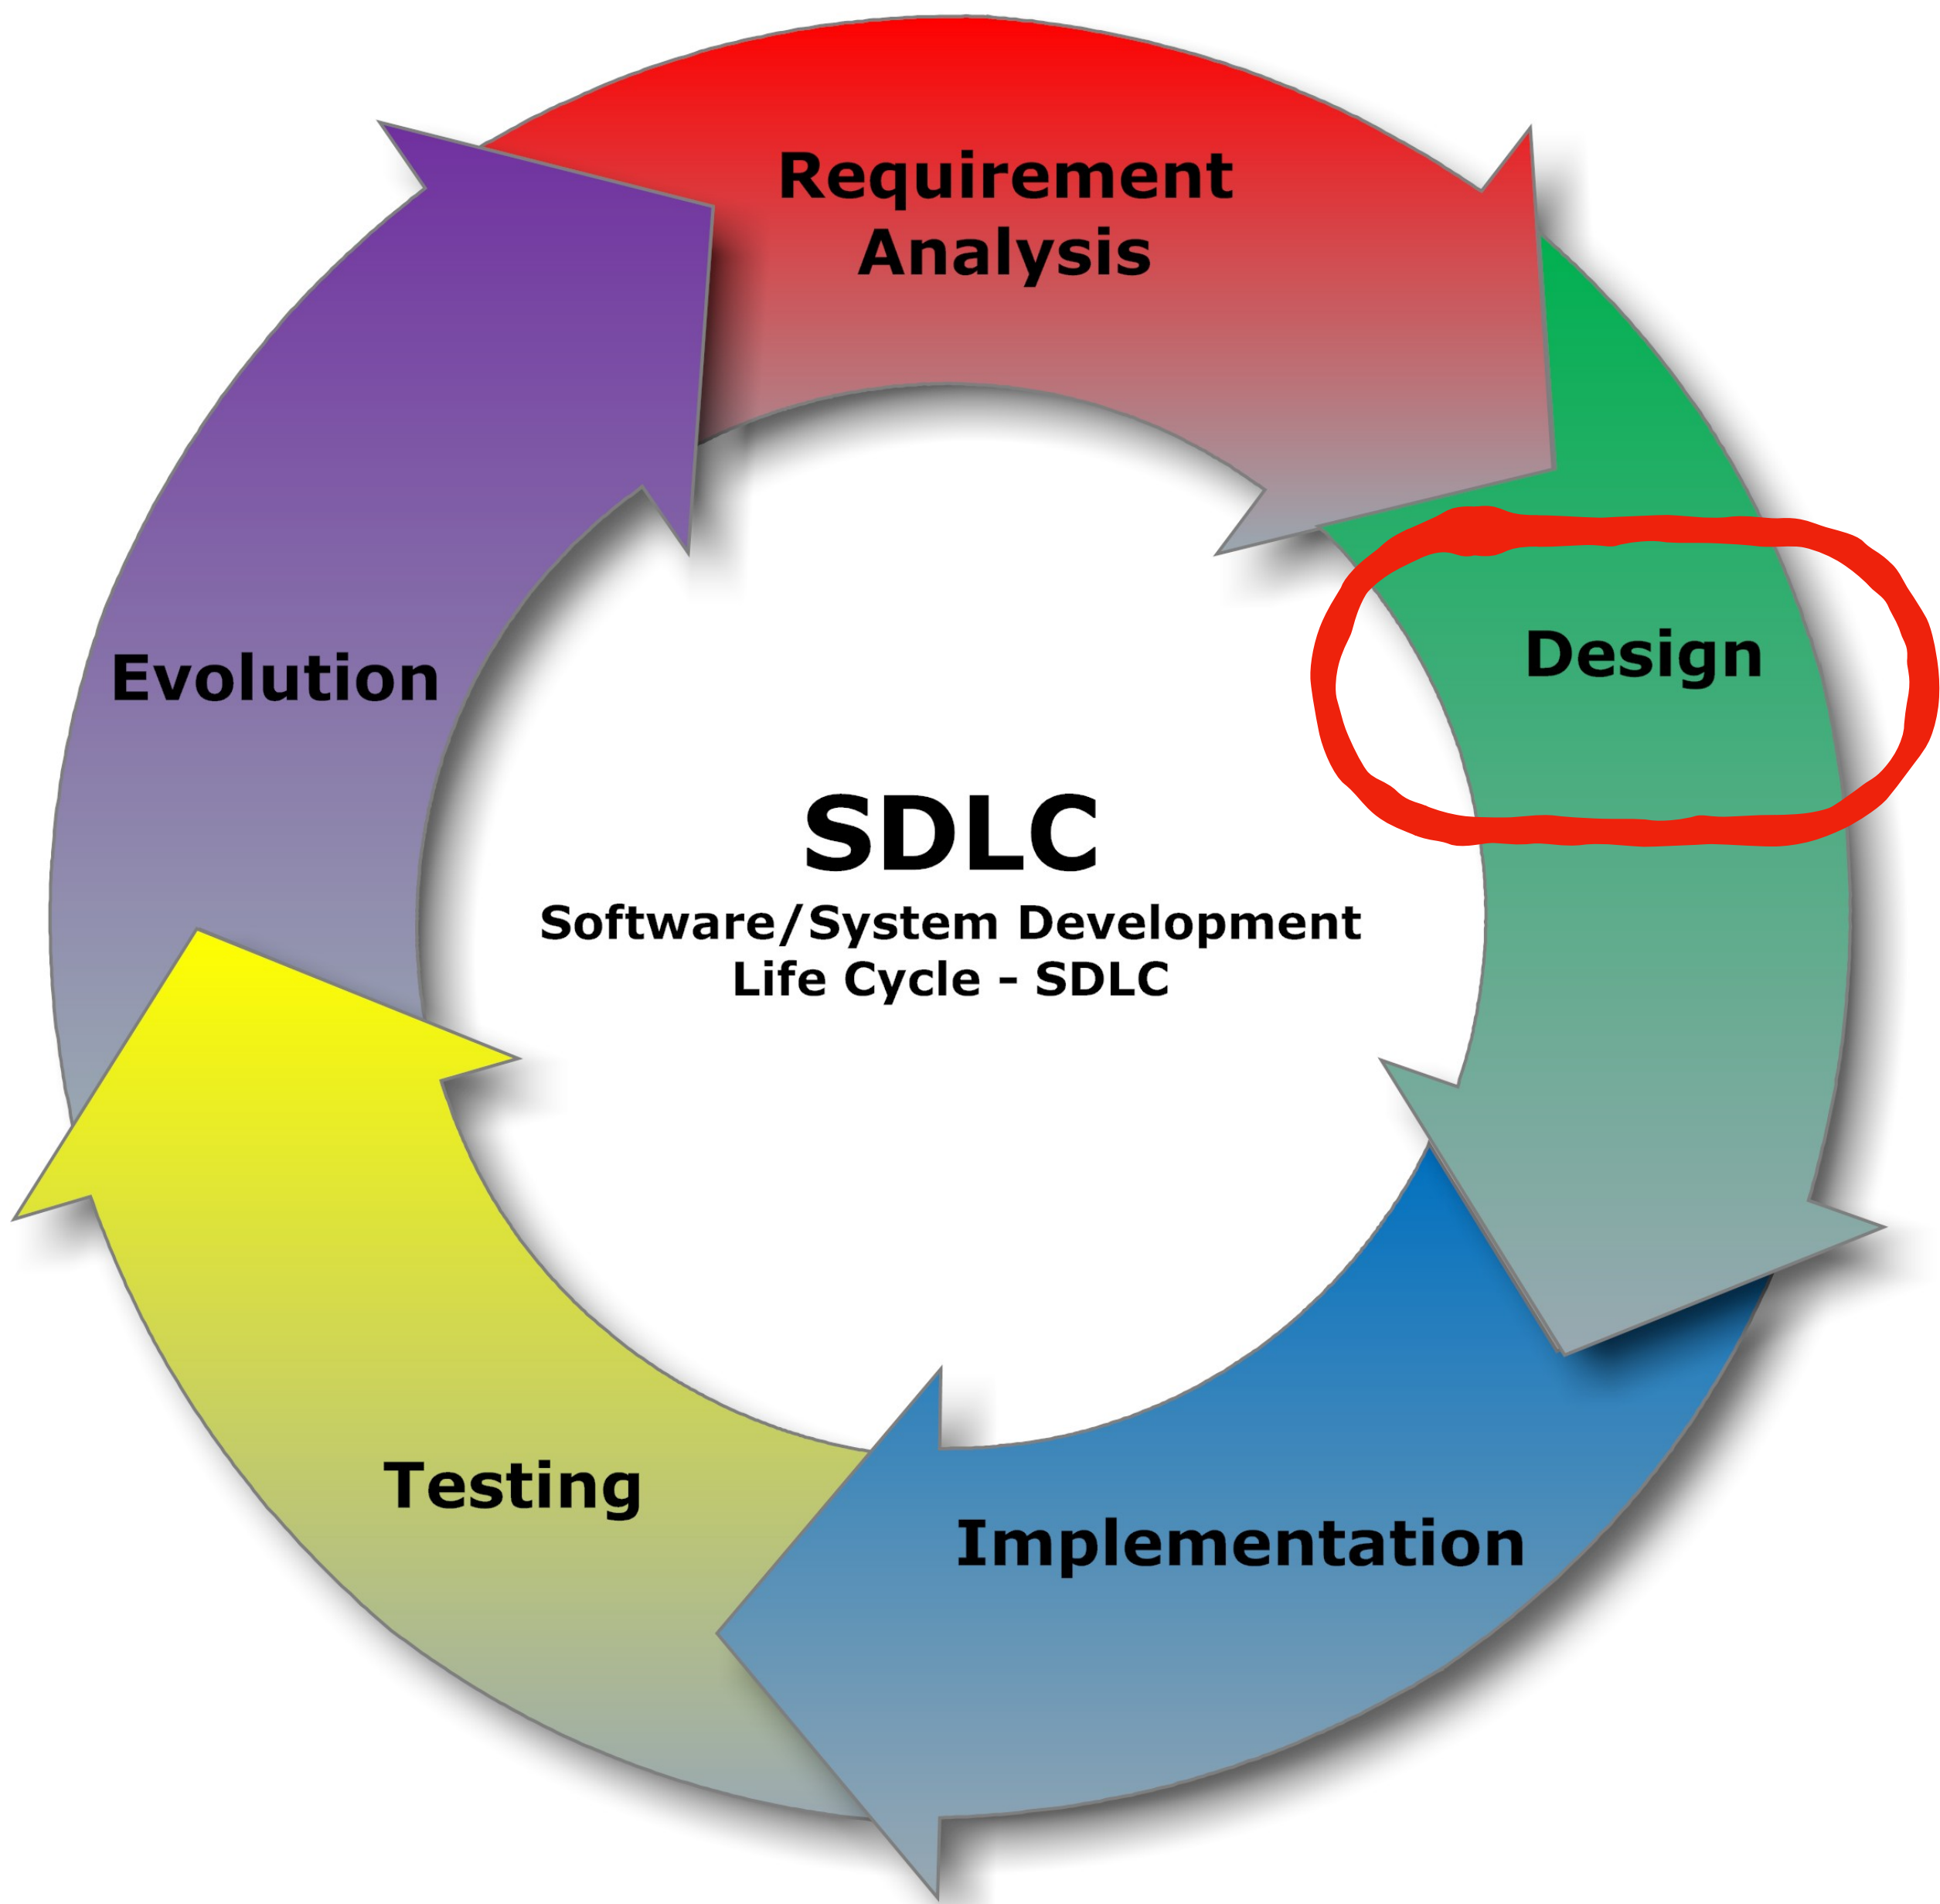 Requirement
Analysis
Design
Evolution
SDLC
Software/System Development
Life Cycle - SDLC
Testing
Implementation